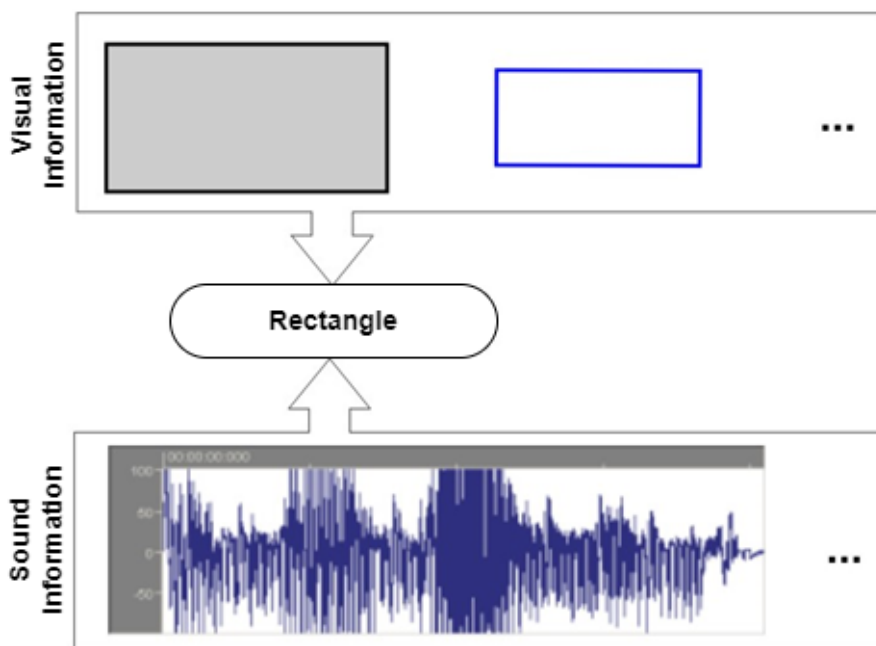 Visual
Information
...
Rectangle
Sound
Information
00:00:00:000
100
50
0
-50
...